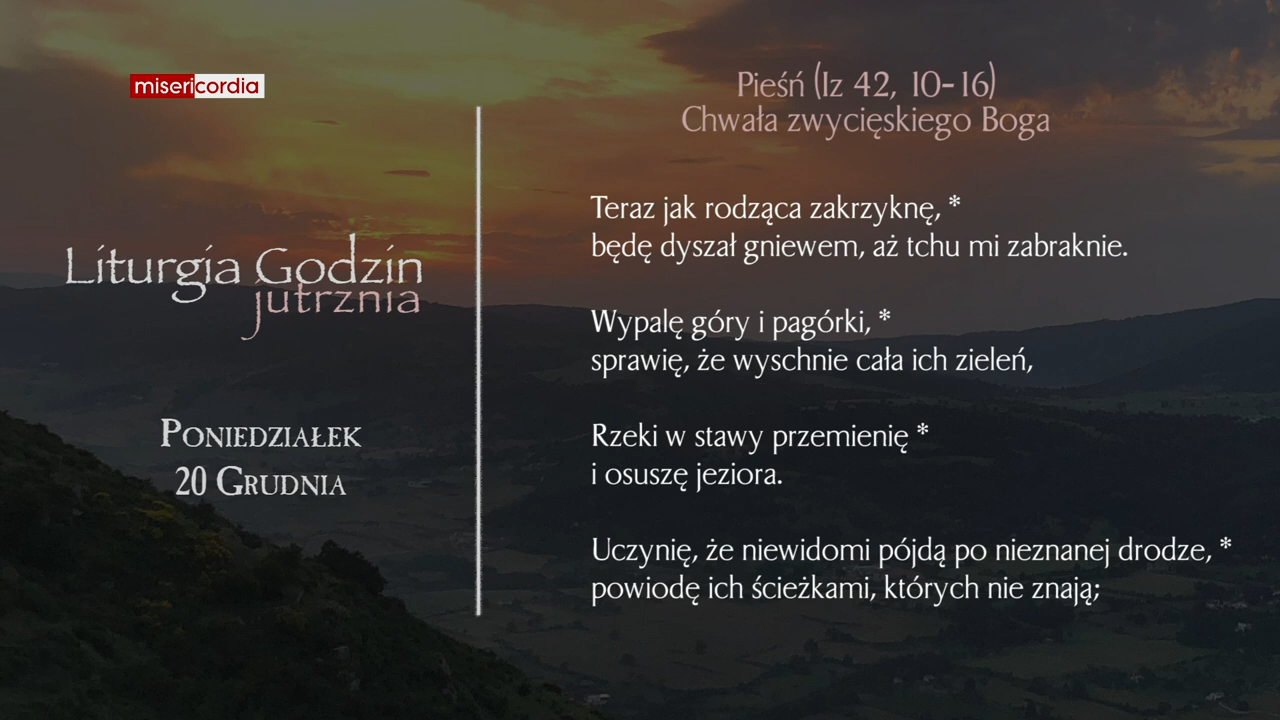 misericordia
Liturgia Godzin
jutrznia
Poniedziałek
20 Grudnia
Pieśń (Iz 42, 10-16)
Chwała zwycięskiego Boga
Teraz jak rodząca zakrzyknę, *
będę dyszał gniewem, aż tchu mi zabraknie.
Wypalę góry i pagórki, *
sprawię, że wyschnie cała ich zieleń,
Rzeki w stawy przemienię *
i osuszę jeziora.
Uczynię, że niewidomi pójdą po nieznanej drodze, *
powiodę ich ścieżkami, których nie znają;